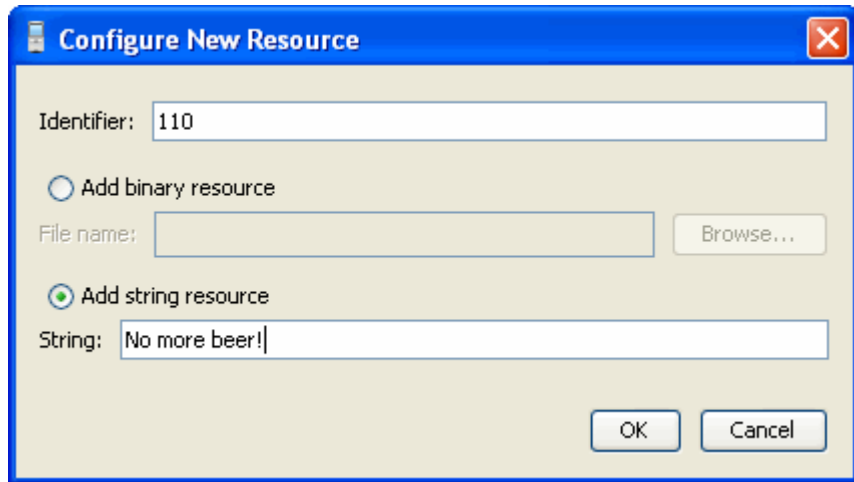 Configure New Resource
Identifier: 110
Add binary resource
File name: Browse...
Add string resource
String: No more beer!
OK Cancel